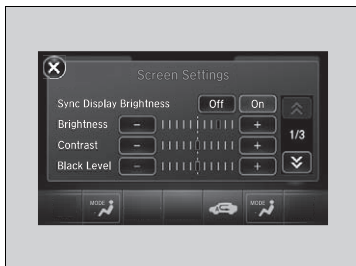 Screen Settings
Sync Display Brightness Off On
Brightness - +
Contrast - + 1/3
Black Level - +
MODE MODE